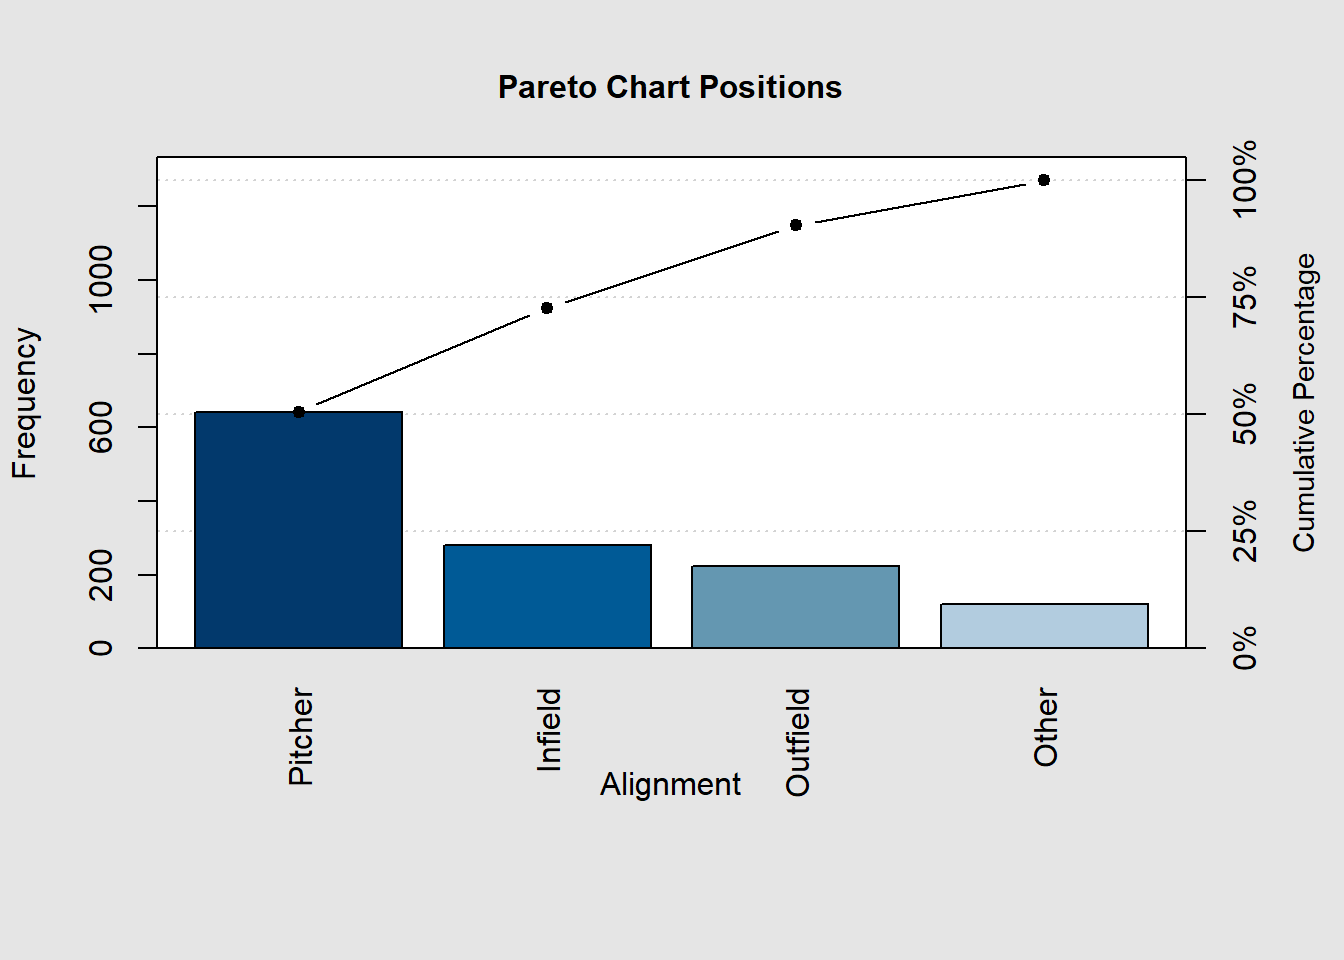 Pareto Chart Positions
Frequency
0
200
600
1000
0%
25%
50%
75%
100%
Cumulative Percentage
Pitcher
Infield
Outfield
Other
Alignment